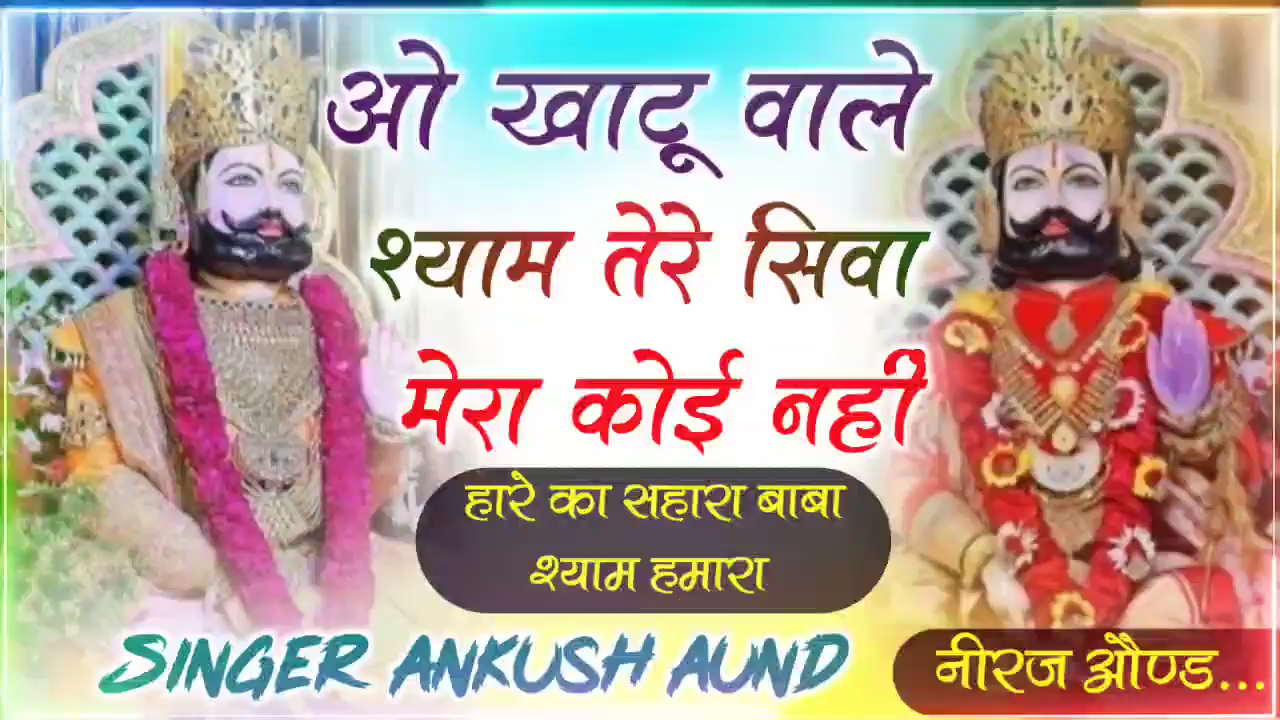 ओ खाटू वाले
श्याम तेरे सिवा
मेरा कोई नहीं
हारे का सहारा बाबा
श्याम हमारा
SINGER ANKUSH AUND
नीरज औण्ड...